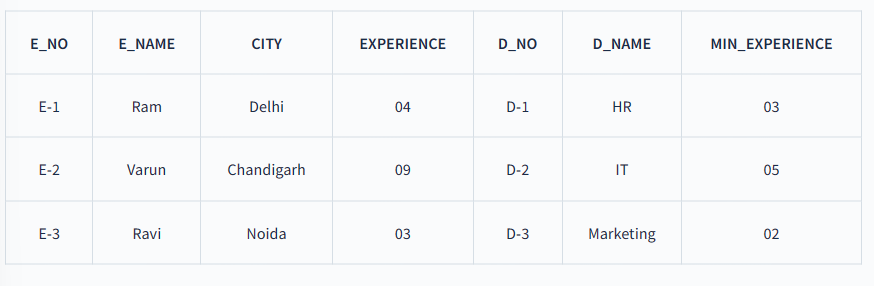 E_NO E_NAME CITY EXPERIENCE D_NO D_NAME MIN_EXPERIENCE
E-1 Ram Delhi 04 D-1 HR 03
E-2 Varun Chandigarh 09 D-2 IT 05
E-3 Ravi Noida 03 D-3 Marketing 02